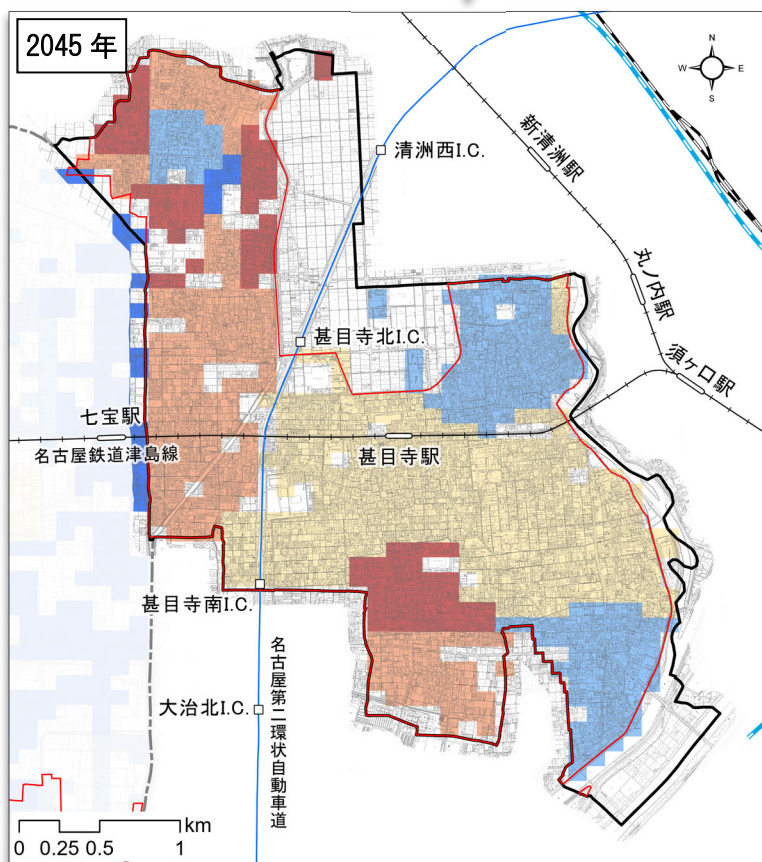 2045 年
N
W
E
S
新清洲駅
清洲西I.C.
丸ノ内駅
甚目寺北I.C.
須ヶ口駅
七宝駅
名古屋鉄道津島線
甚目寺駅
甚目寺南I.C.
名古屋第二環状自動車道
大治北I.C.
km
0 0.25 0.5 1